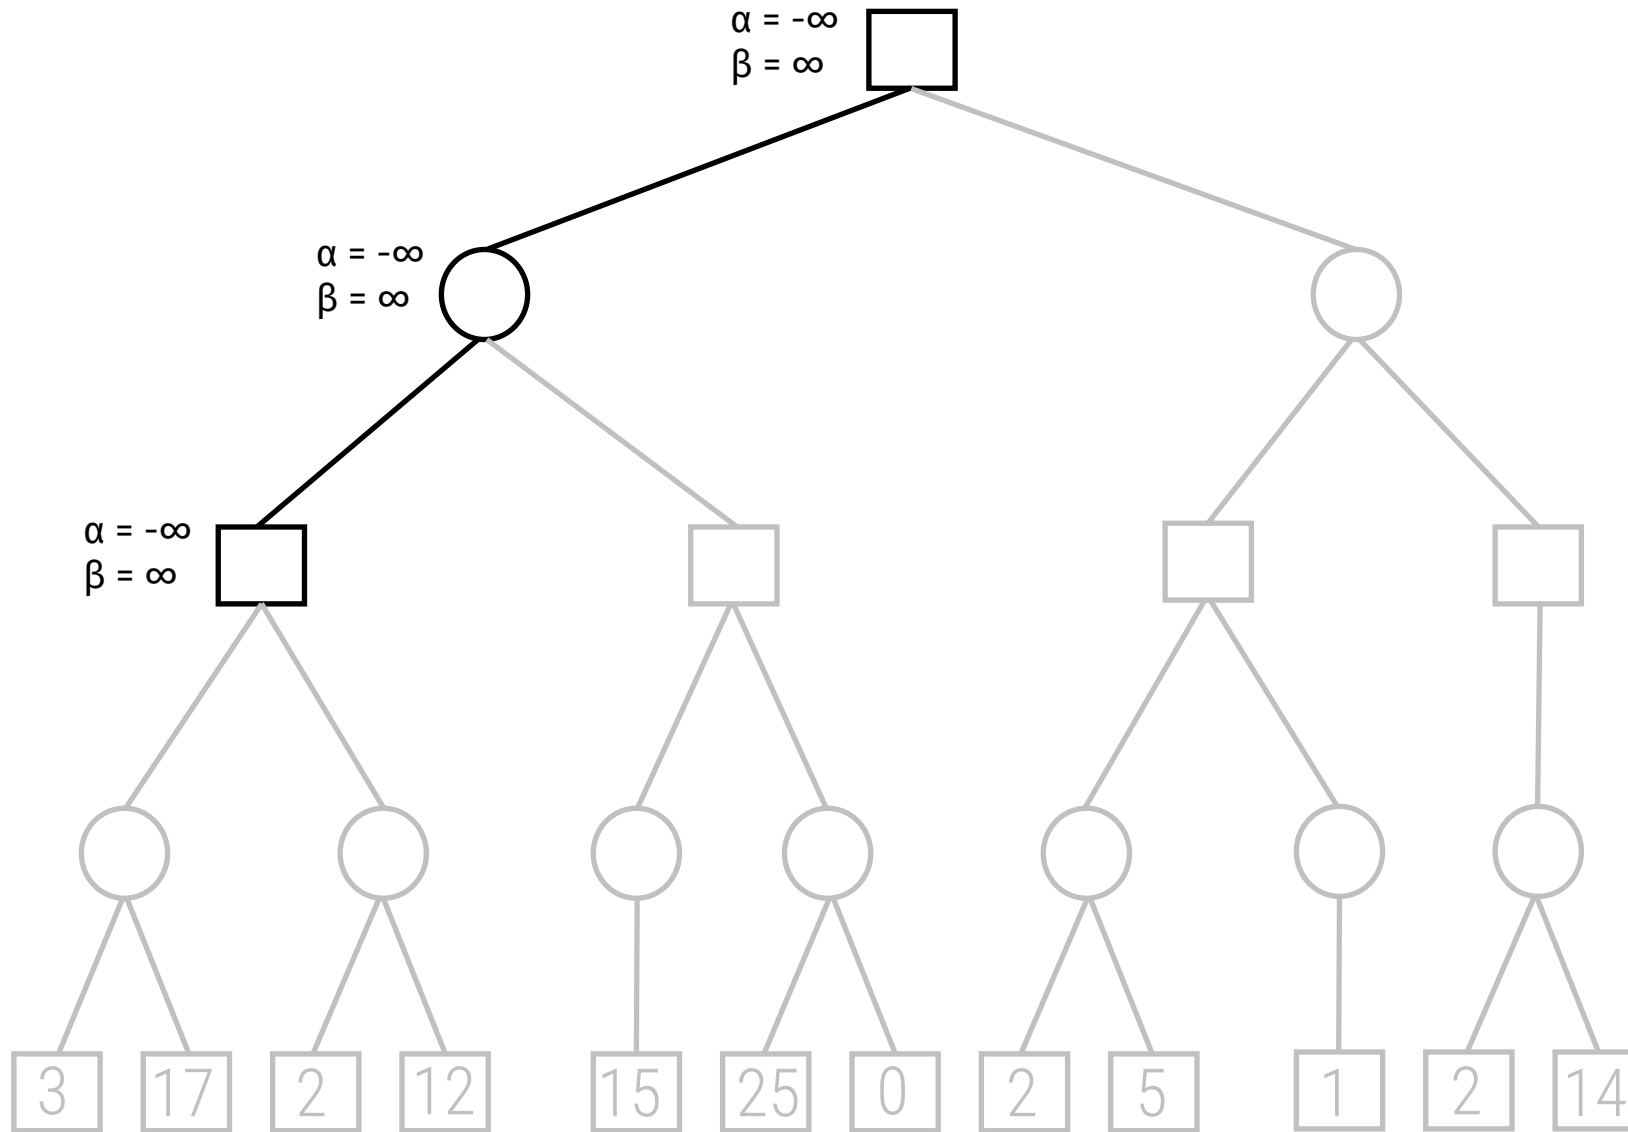 α = -∞
β = ∞
α = -∞
β = ∞
α = -∞
β = ∞
3 17 2 12 15 25 0 2 5 1 2 14